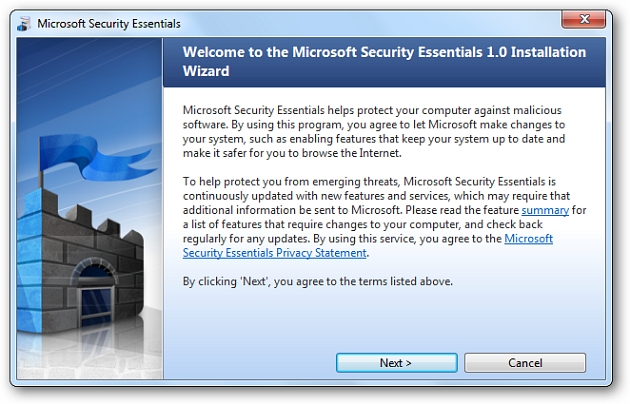 Microsoft Security Essentials
Welcome to the Microsoft Security Essentials 1.0 Installation
Wizard
Microsoft Security Essentials helps protect your computer against malicious
software. By using this program, you agree to let Microsoft make changes to
your system, such as enabling features that keep your system up to date and
make it safer for you to browse the Internet.
To help protect you from emerging threats, Microsoft Security Essentials is
continuously updated with new features and services, which may require that
additional information be sent to Microsoft. Please read the feature summary for
a list of features that require changes to your computer, and check back
regularly for any updates. By using this service, you agree to the Microsoft
Security Essentials Privacy Statement.
By clicking 'Next', you agree to the terms listed above.
Next >
Cancel